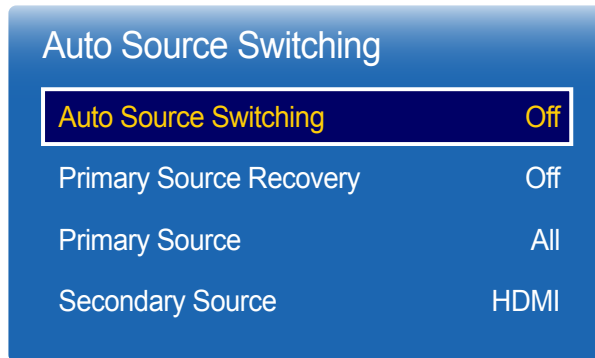 Auto Source Switching
Auto Source Switching Off
Primary Source Recovery Off
Primary Source All
Secondary Source HDMI